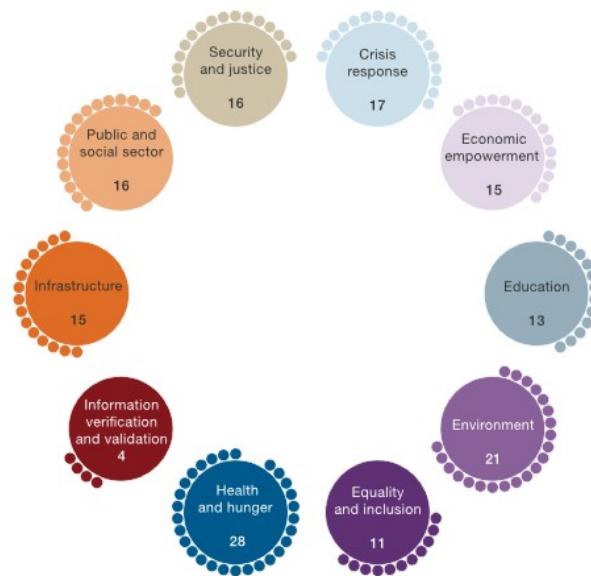 Security
and justice
16
Crisis
response
17
Public and
social sector
16
Economic
empowerment
15
Infrastructure
15
Education
13
Information
verification
and validation
4
Environment
21
Health
and hunger
28
Equality
and inclusion
11